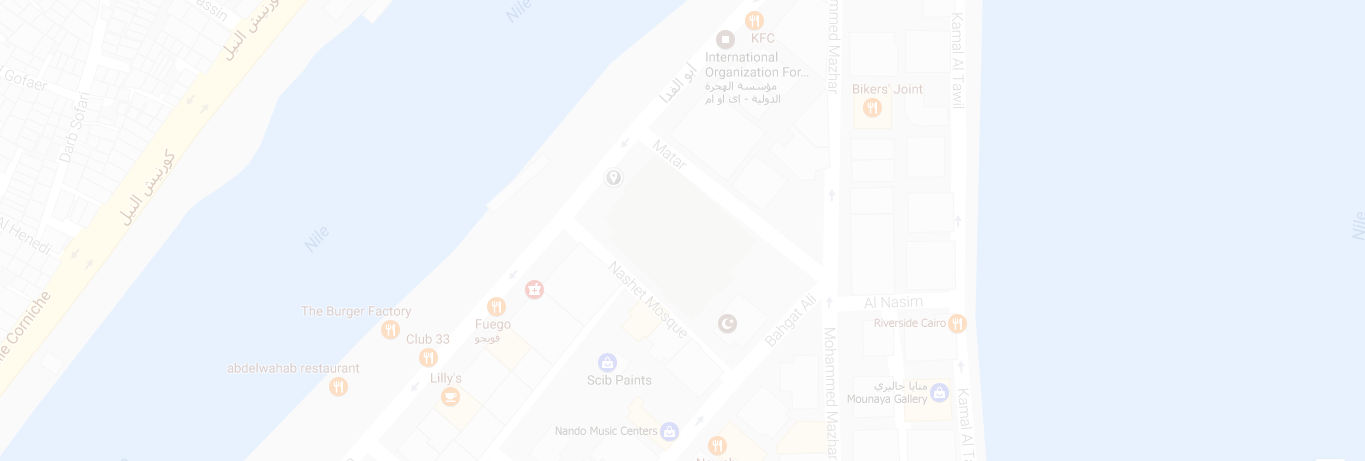 كورنيش النيل
Nile
KFC
International
Organization For...
مؤسسة الهجرة
الدولية - اى او ام
أبو الفدا
Mazhar
Kamal Al Tawil
Bikers' Joint
Gofaer
Darb Sofari
Matar
كورنيش النيل
Al Henedi
Nile
Nile
Nashet Mosque
Bahgat Ali
Al Nasim
The Burger Factory
Fuego
فويجو
Club 33
Riverside Cairo
Corniche
abdelwahab restaurant
Lilly's
Scib Paints
Mohammed Mazhar
منايا جاليري
Mounaya Gallery
Kamal Al
Nando Music Centers